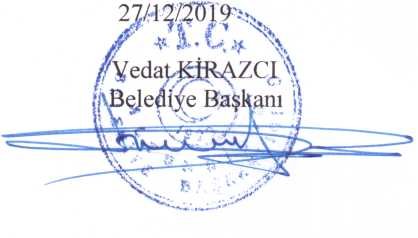 27/12/2019
T.C.
Vedat KİRAZCI
Belediye Başkanı